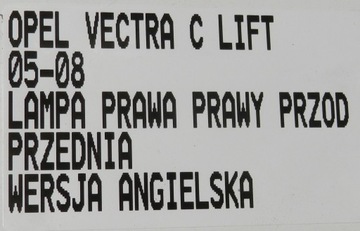 OPEL VECTRA C LIFT
05-08
LAMPA PRAWA PRAWY PRZOD
PRZEDNIA
WERSJA ANGIELSKA